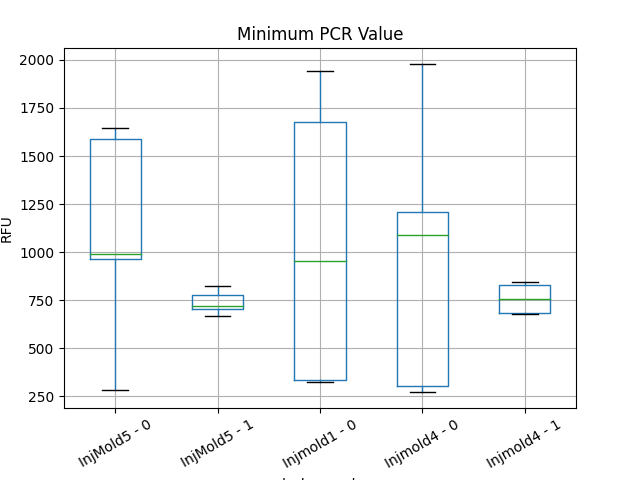 Minimum PCR Value
2000
1750
1500
1250
1000
750
500
250
RFU
InjMold5 - 0
InjMold5 - 1
Injmold1 - 0
Injmold4 - 0
Injmold4 - 1